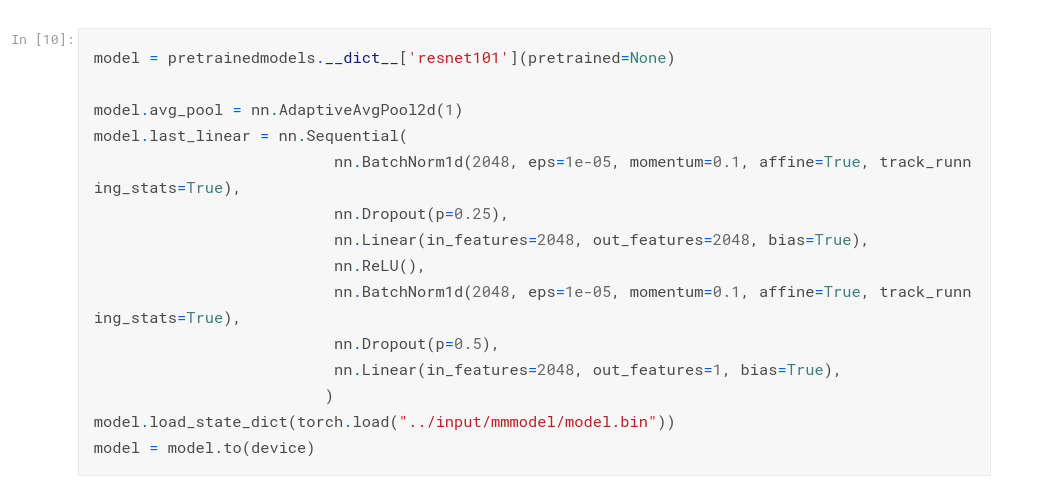 In [10]:
model = pretrainedmodels.__dict__['resnet101'](pretrained=None)
model.avg_pool = nn.AdaptiveAvgPool2d(1)
model.last_linear = nn.Sequential(
nn.BatchNorm1d(2048, eps=1e-05, momentum=0.1, affine=True, track_runn
ing_stats=True),
nn.Dropout(p=0.25),
nn.Linear(in_features=2048, out_features=2048, bias=True),
nn.ReLU(),
nn.BatchNorm1d(2048, eps=1e-05, momentum=0.1, affine=True, track_runn
ing_stats=True),
nn.Dropout(p=0.5),
nn.Linear(in_features=2048, out_features=1, bias=True),
)
model.load_state_dict(torch.load("../input/mmmodel/model.bin"))
model = model.to(device)